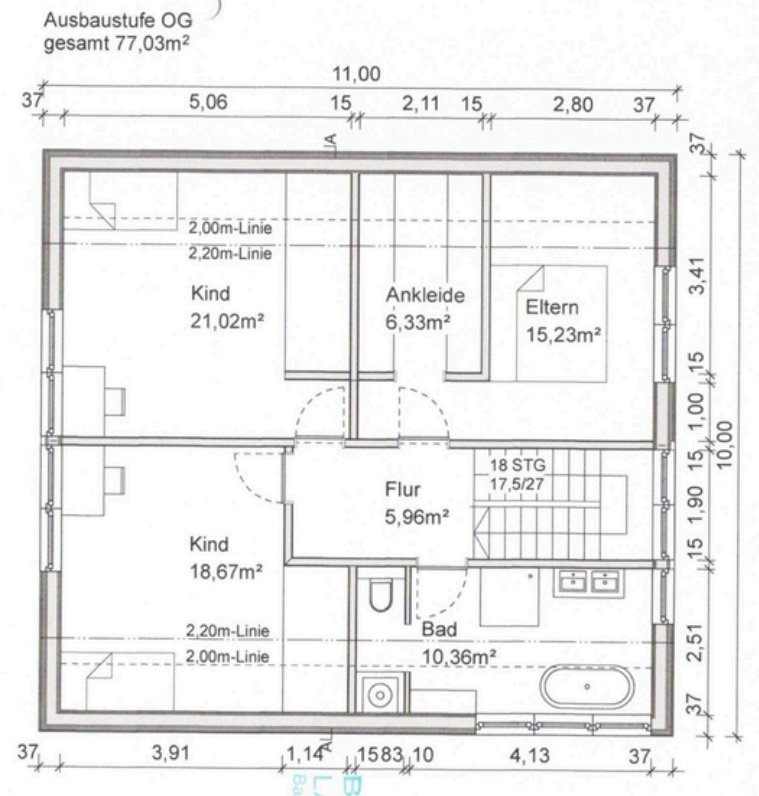 Ausbaustufe OG
gesamt 77,03m²
11,00
37 5,06 15 2,11 15 2,80 37
A
37
2,00m-Linie
2,20m-Linie
3,41
Kind
21,02m²
Ankleide
6,33m²
Eltern
15,23m²
15
1,00
10,00
15
18 STG
17,5/27
Flur
5,96m²
1,90
Kind
18,67m²
15
2,20m-Linie
2,00m-Linie
Bad
10,36m²
2,51
37
37 3,91 1,14 15 83 10 4,13 37
A